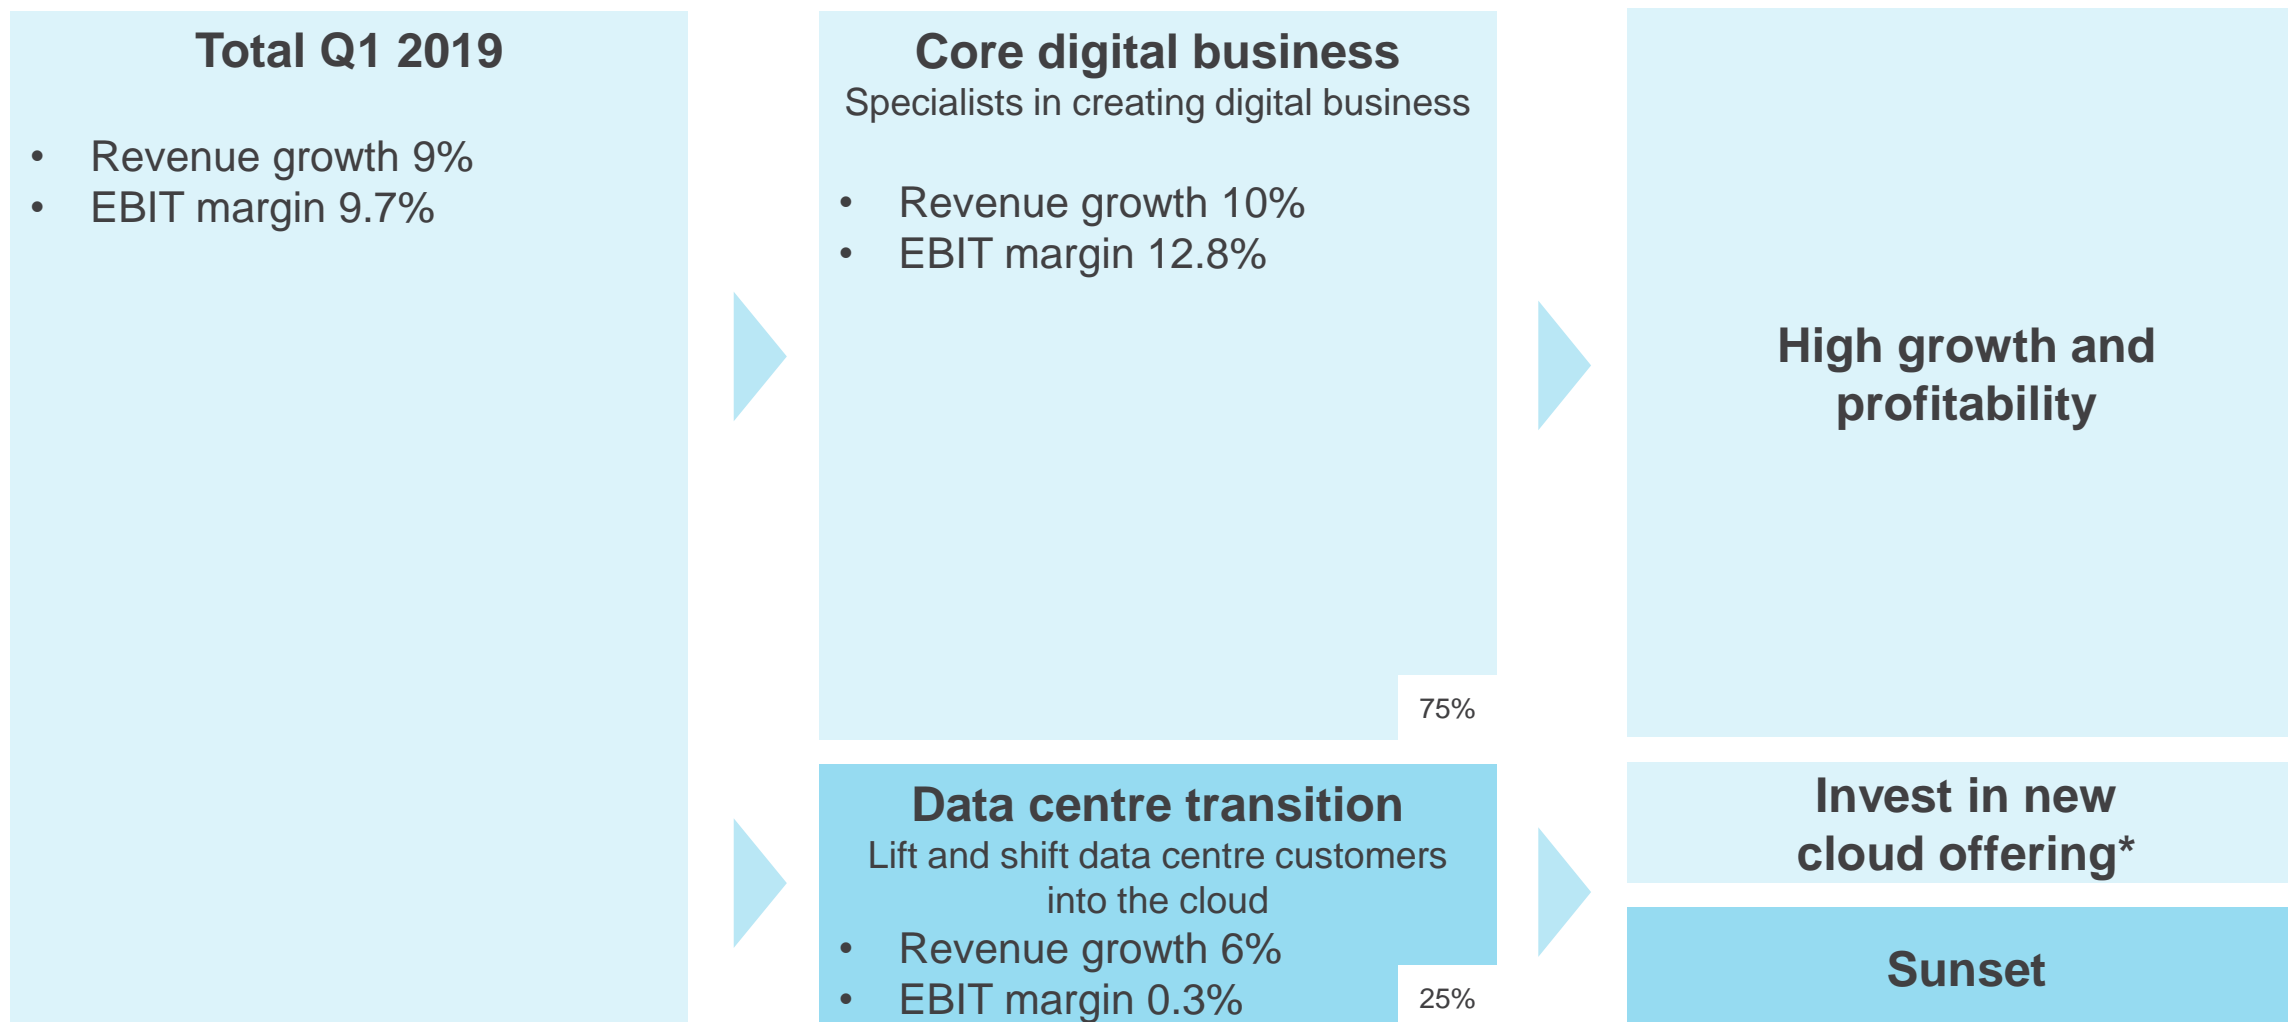 Total Q1 2019
• Revenue growth 9%
• EBIT margin 9.7%
Core digital business
Specialists in creating digital business
• Revenue growth 10%
• EBIT margin 12.8%
75%
Data centre transition
Lift and shift data centre customers
into the cloud
• Revenue growth 6%
• EBIT margin 0.3%
25%
High growth and
profitability
Invest in new
cloud offering*
Sunset